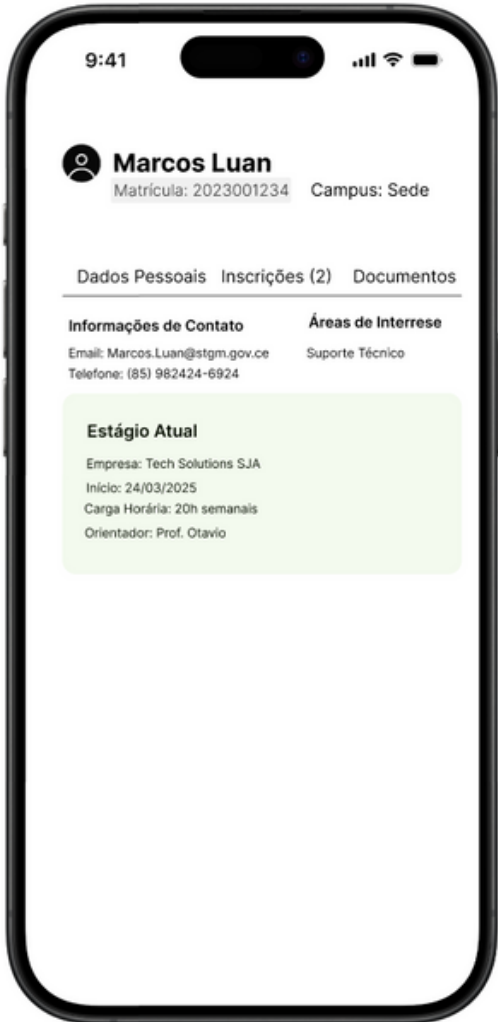 9:41
Marcos Luan
Matrícula: 2023001234 Campus: Sede
Dados Pessoais Inscrições (2) Documentos
Informações de Contato
Email: Marcos.Luan@stgm.gov.ce
Telefone: (85) 982424-6924
Áreas de Interrese
Suporte Técnico
Estágio Atual
Empresa: Tech Solutions SJA
Início: 24/03/2025
Carga Horária: 20h semanais
Orientador: Prof. Otavio